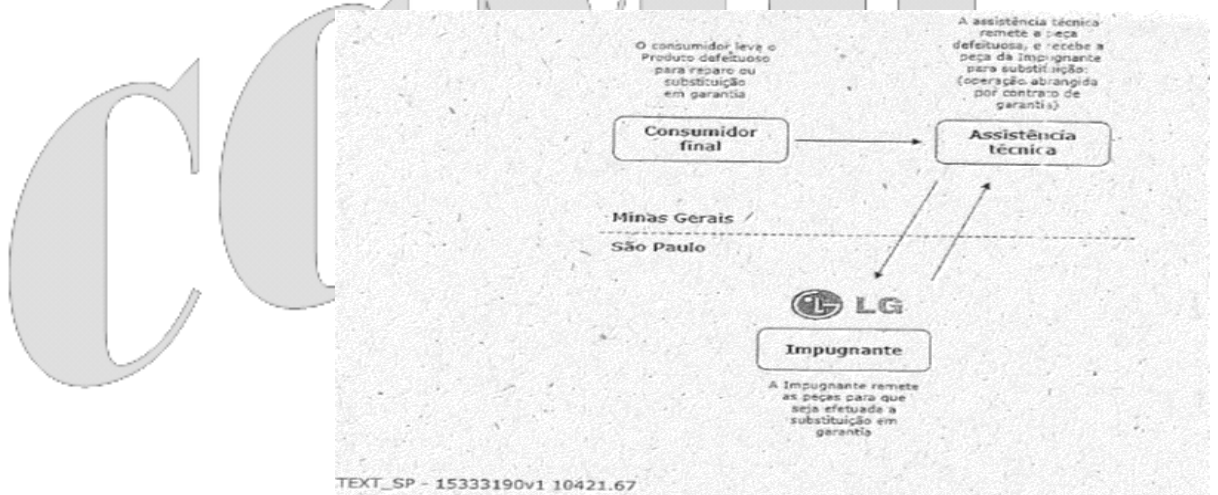 O consumidor leva o
Produto defeituoso
para reparo ou
substituição
em garantia
A assistência técnica
remete a peça
defeituosa, e recebe a
peça da Impugnante
para substituição:
(operação abrangida
por contrato de
garantia)
Consumidor
final
Assistência
técnica
Minas Gerais
São Paulo
LG
Impugnante
A Impugnante remete
as peças para que
seja efetuada a
substituição em
garantia
TEXT_SP - 15333190v1 10421.67